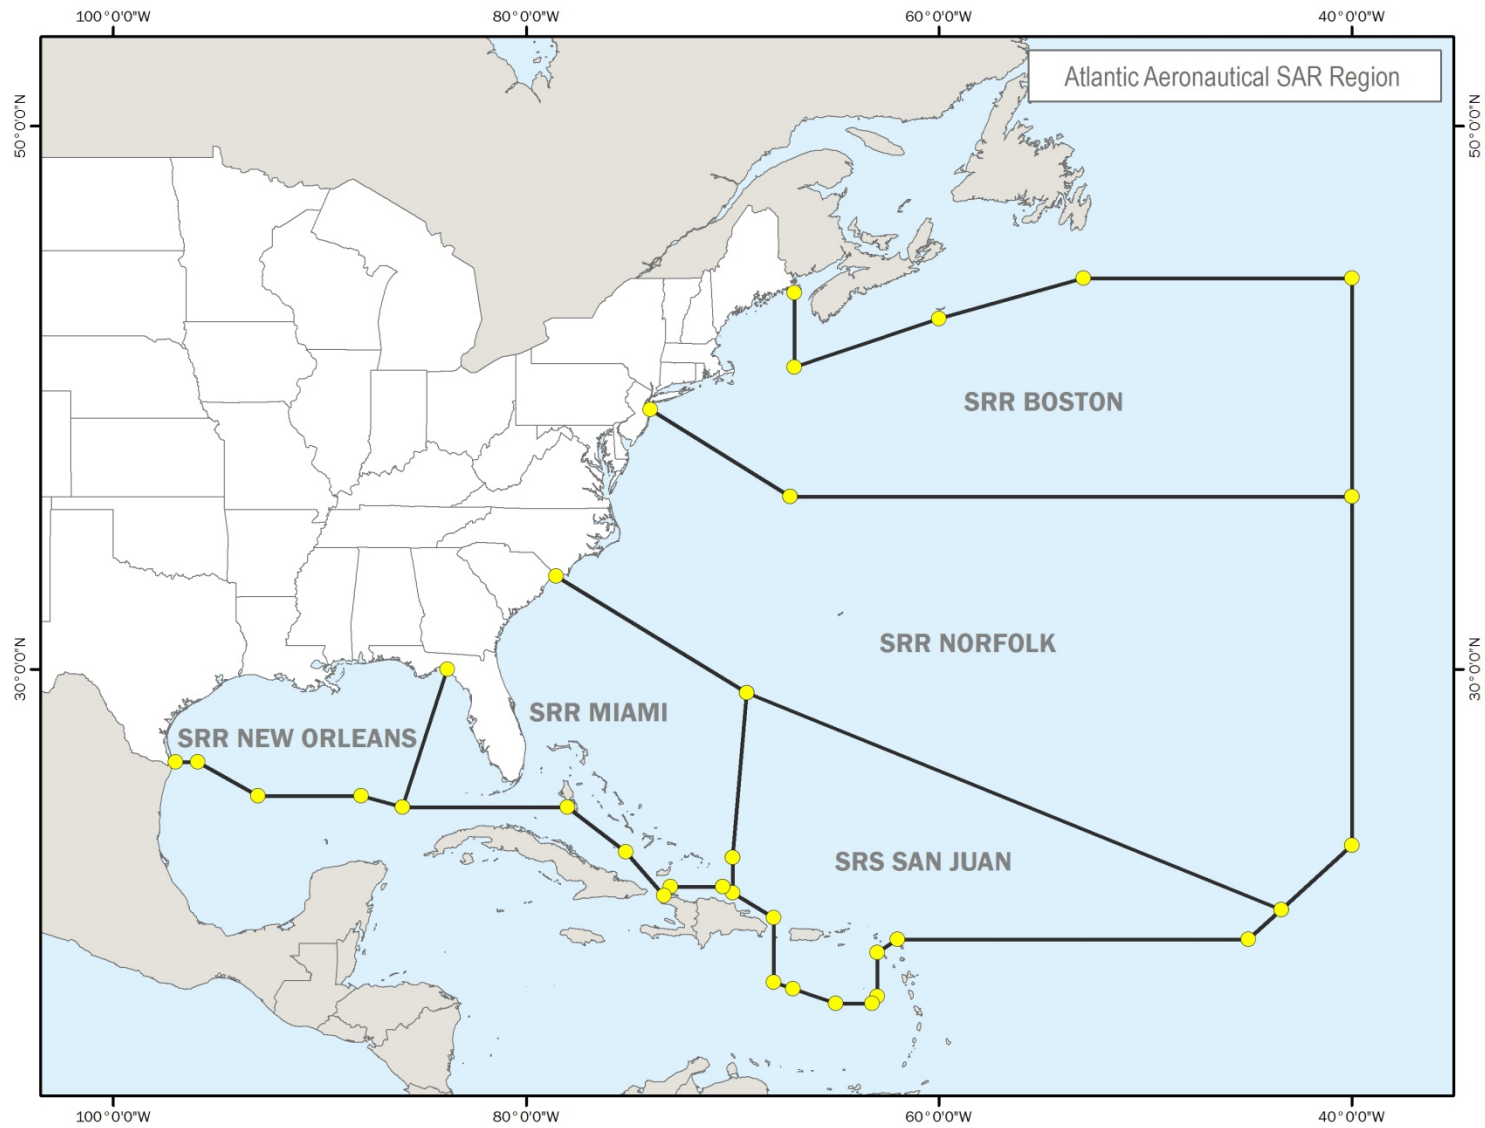 100°0'0"W
80°0'0"W
60°0'0"W
40°0'0"W
Atlantic Aeronautical SAR Region
50°0'0"N
50°0'0"N
SRR BOSTON
SRR NORFOLK
30°0'0"N
30°0'0"N
SRR MIAMI
SRR NEW ORLEANS
SRS SAN JUAN
100°0'0"W
80°0'0"W
60°0'0"W
40°0'0"W